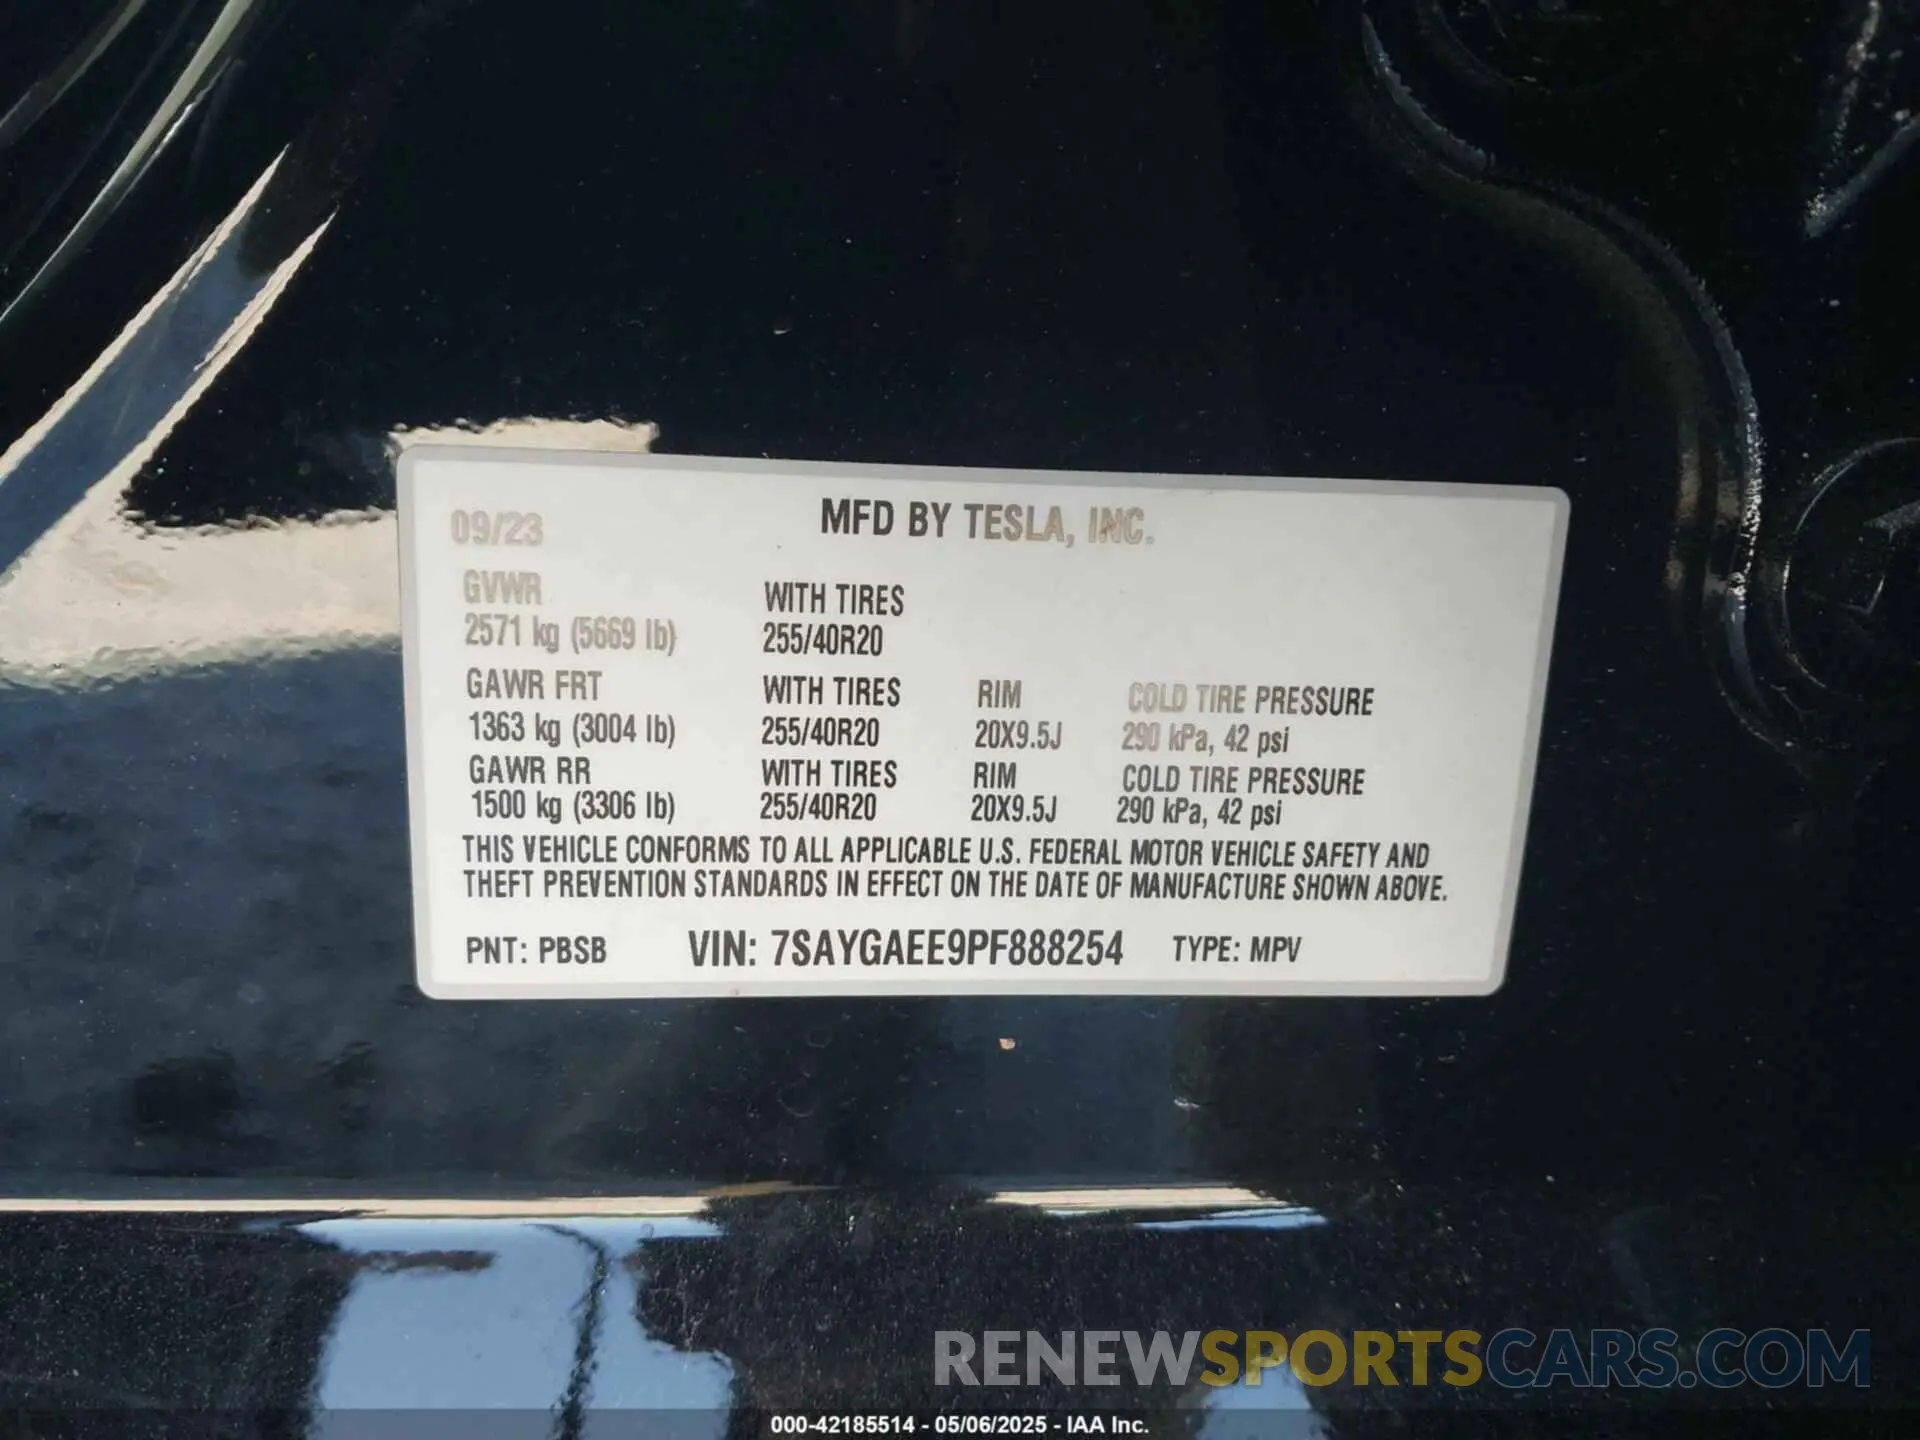 09/23 MFD BY TESLA, INC.
GVWR WITH TIRES
2571 kg (5669 lb) 255/40R20
GAWR FRT WITH TIRES RIM COLD TIRE PRESSURE
1363 kg (3004 lb) 255/40R20 20X9.5J 290 kPa, 42 psi
GAWR RR WITH TIRES RIM COLD TIRE PRESSURE
1500 kg (3306 lb) 255/40R20 20X9.5J 290 kPa, 42 psi
THIS VEHICLE CONFORMS TO ALL APPLICABLE U.S. FEDERAL MOTOR VEHICLE SAFETY AND
THEFT PREVENTION STANDARDS IN EFFECT ON THE DATE OF MANUFACTURE SHOWN ABOVE.
PNT: PBSB VIN: 7SAYGAEE9PF888254 TYPE: MPV
RENEWSPORTSCARS.COM
000-42185514 - 05/06/2025 - IAA Inc.